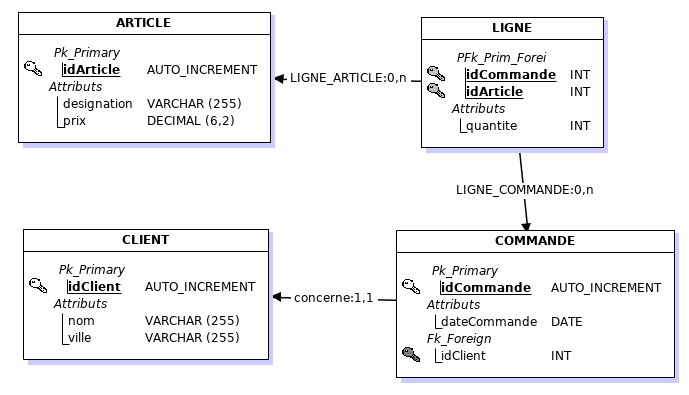 ARTICLE
Pk_Primary
idArticle AUTO_INCREMENT
Attributs
designation VARCHAR (255)
prix DECIMAL (6,2)
LIGNE_ARTICLE:0,n
LIGNE
PFk_Prim_Forei
idCommande INT
idArticle INT
Attributs
quantite INT
LIGNE_COMMANDE:0,n
CLIENT
Pk_Primary
idClient AUTO_INCREMENT
Attributs
nom VARCHAR (255)
ville VARCHAR (255)
concerne:1,1
COMMANDE
Pk_Primary
idCommande AUTO_INCREMENT
Attributs
dateCommande DATE
Fk_Foreign
idClient INT